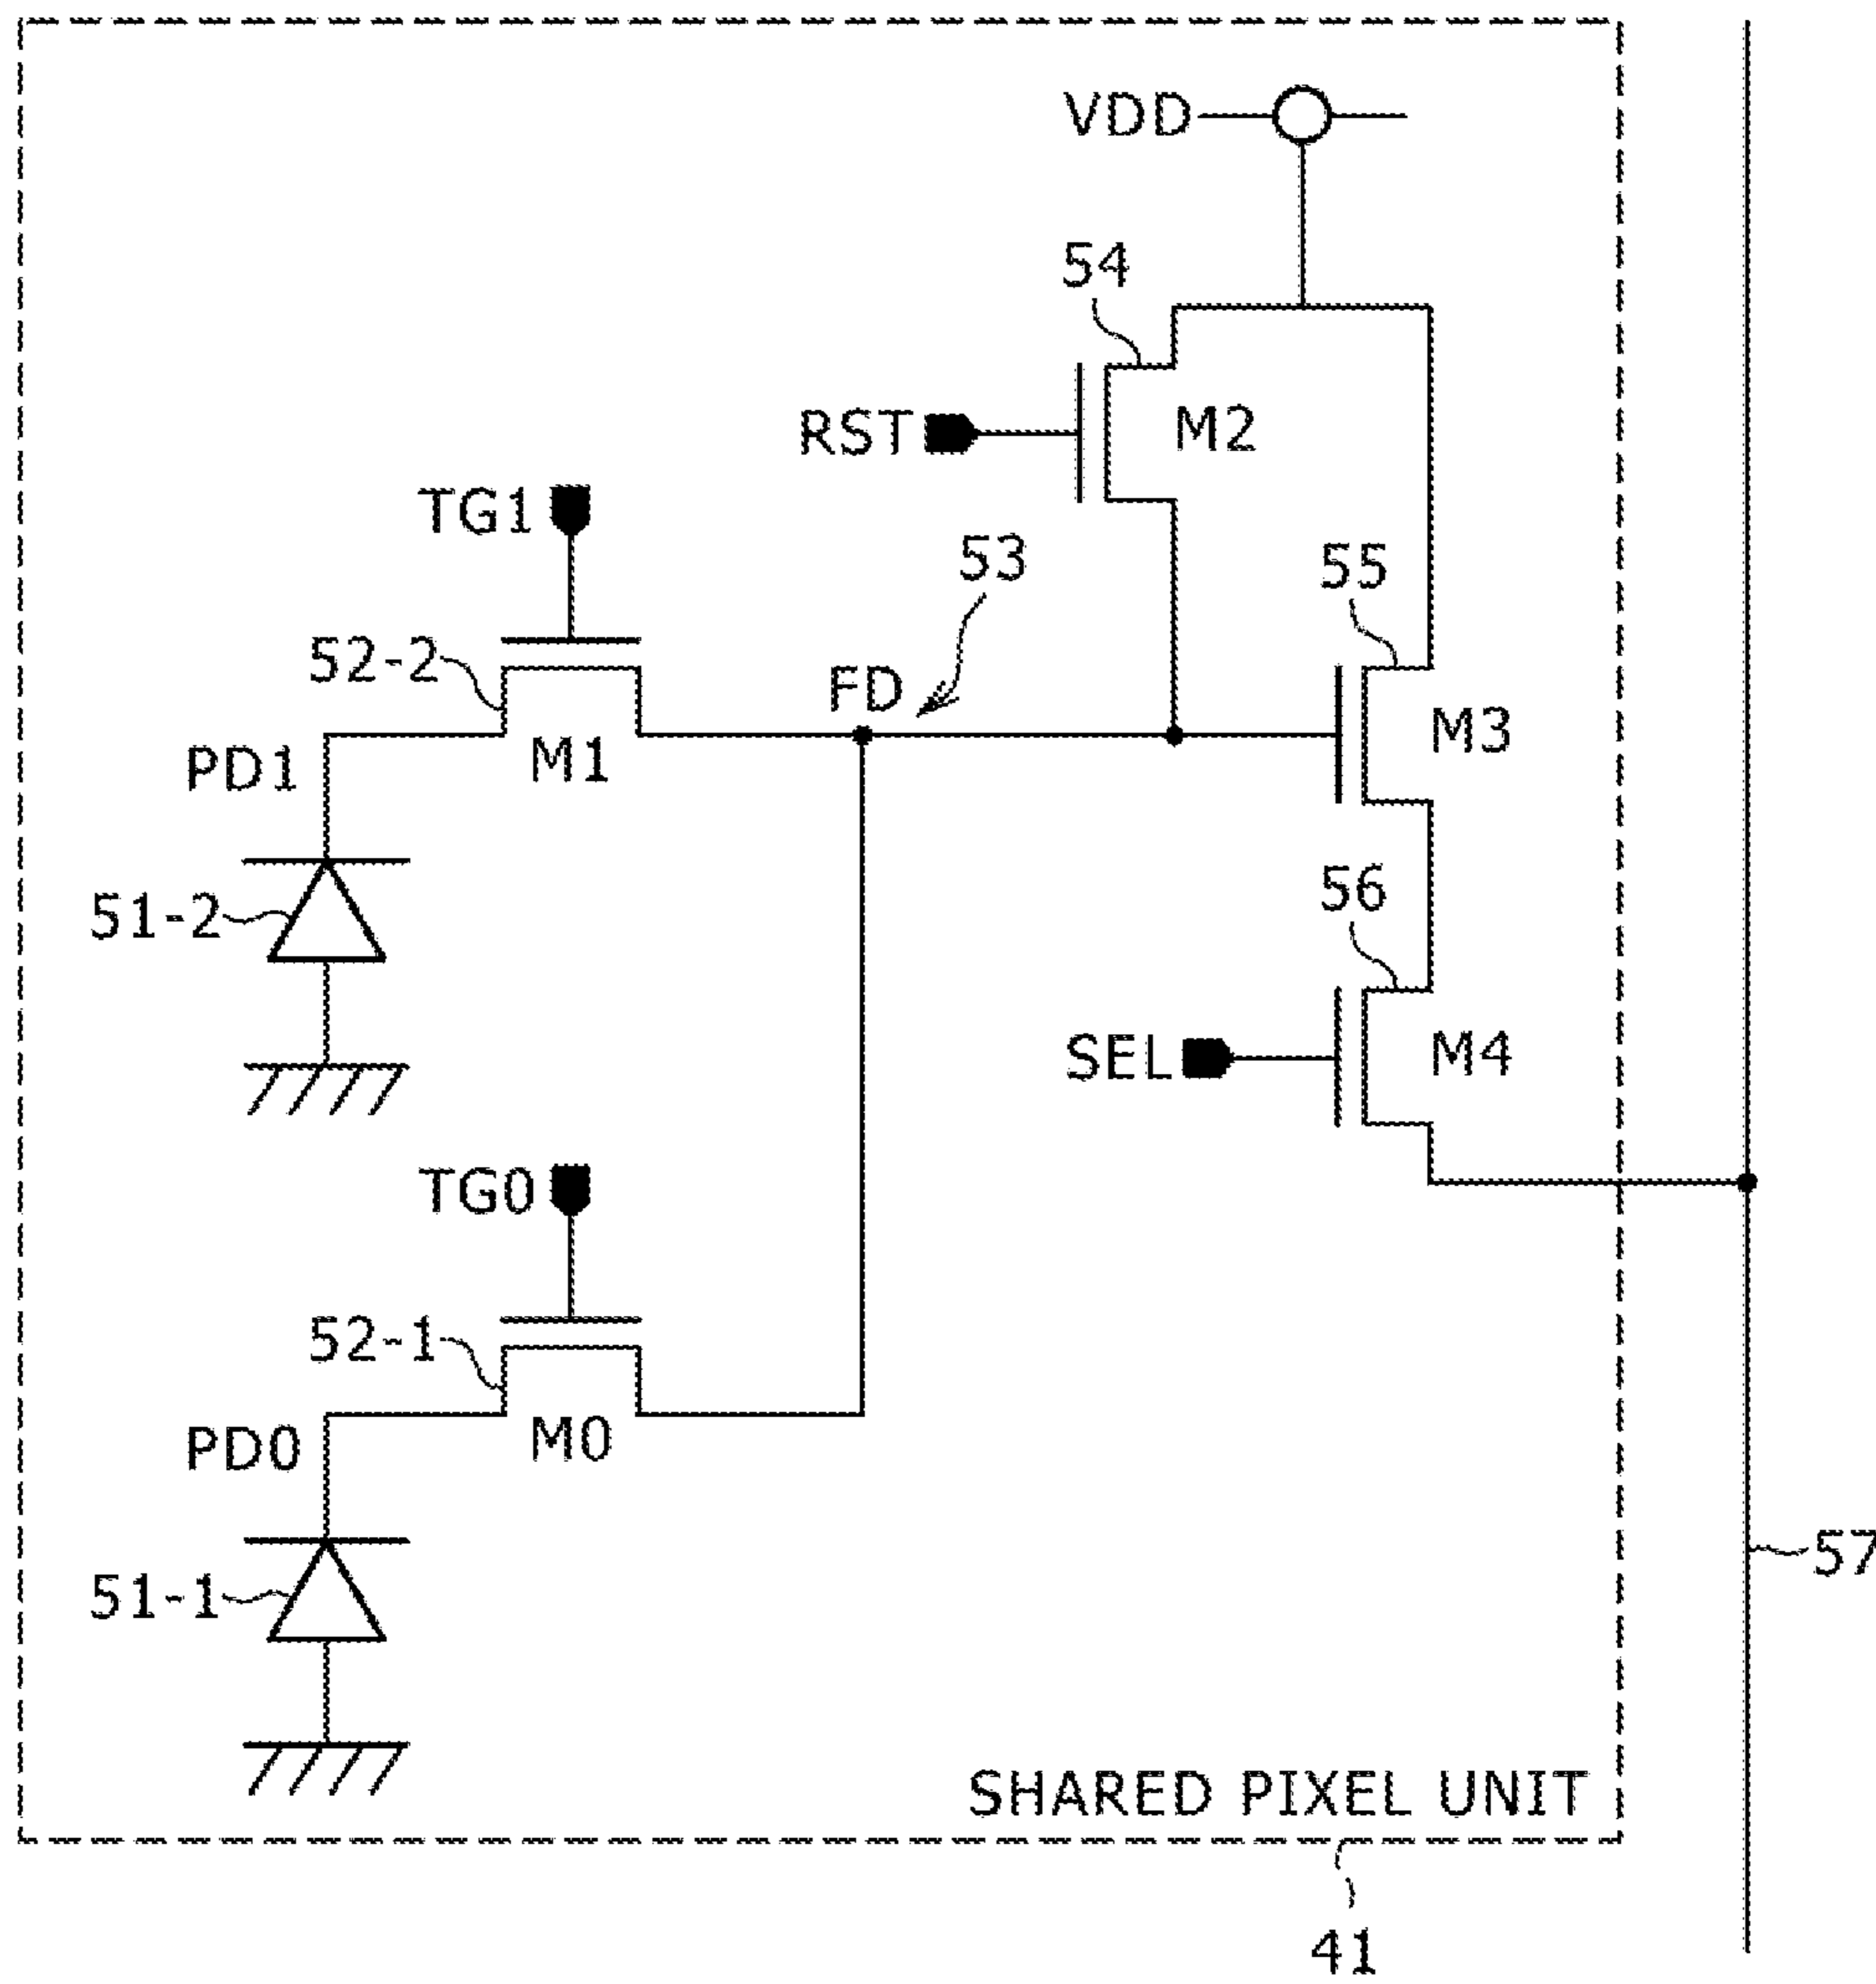 VDD
54
RST
M2
TG1
53
55
52-2
FD
M3
PD1
M1
51-2
56
SEL
M4
TG0
52-1
PD0
M0
57
51-1
SHARED PIXEL UNIT
41